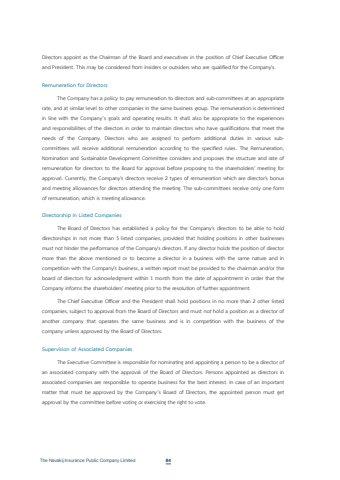 Directors appoint as the Chairman of the Board and executives in the position of Chief Executive Officer
and President. This may be considered from insiders or outsiders who are qualified for the Company's.
Remuneration for Directors
The Company has a policy to pay remuneration to directors and sub-committees at an appropriate
rate, and at similar level to other companies in the same business group. The remuneration is determined
in line with the Company's goals and operating results. It shall also be appropriate to the experiences
and responsibilities of the directors in order to maintain directors who have qualifications that meet the
needs of the Company. Directors who are assigned to perform additional duties in various sub-
committees will receive additional remuneration according to the specified rules. The Remuneration,
Nomination and Sustainable Development Committee considers and proposes the structure and rate of
remuneration for directors to the Board for approval before proposing to the shareholders' meeting for
approval. Currently, the Company's directors receive 2 types of remuneration which are director's bonus
and meeting allowances for directors attending the meeting. The sub-committees receive only one form
of remuneration, which is meeting allowance.
Directorship in Listed Companies
The Board of Directors has established a policy for the Company's directors to be able to hold
directorships in not more than 5 listed companies, provided that holding positions in other businesses
must not hinder the performance of the Company's directors. If any director holds the position of director
more than the above mentioned or to become a director in a business with the same nature and in
competition with the Company's business, a written report must be provided to the chairman and/or the
board of directors for acknowledgment within 1 month from the date of appointment in order that the
Company informs the shareholders' meeting prior to the resolution of further appointment.
The Chief Executive Officer and the President shall hold positions in no more than 2 other listed
companies, subject to approval from the Board of Directors and must not hold a position as a director of
another company that operates the same business and is in competition with the business of the
company unless approved by the Board of Directors.
Supervision of Associated Companies
The Executive Committee is responsible for nominating and appointing a person to be a director of
an associated company with the approval of the Board of Directors. Persons appointed as directors in
associated companies are responsible to operate business for the best interest. In case of an important
matter that must be approved by the Company's Board of Directors, the appointed person must get
approval by the committee before voting or exercising the right to vote.
The Navakij Insurance Public Company Limited 64